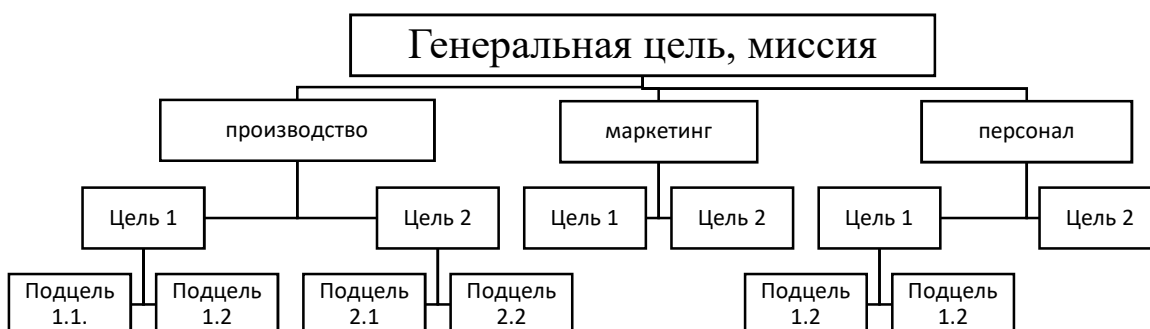 Генеральная цель, миссия
производство
маркетинг
персонал
Цель 1
Цель 2
Цель 1
Цель 2
Цель 1
Цель 2
Подцель
1.1.
Подцель
1.2
Подцель
2.1
Подцель
2.2
Подцель
1.2
Подцель
1.2